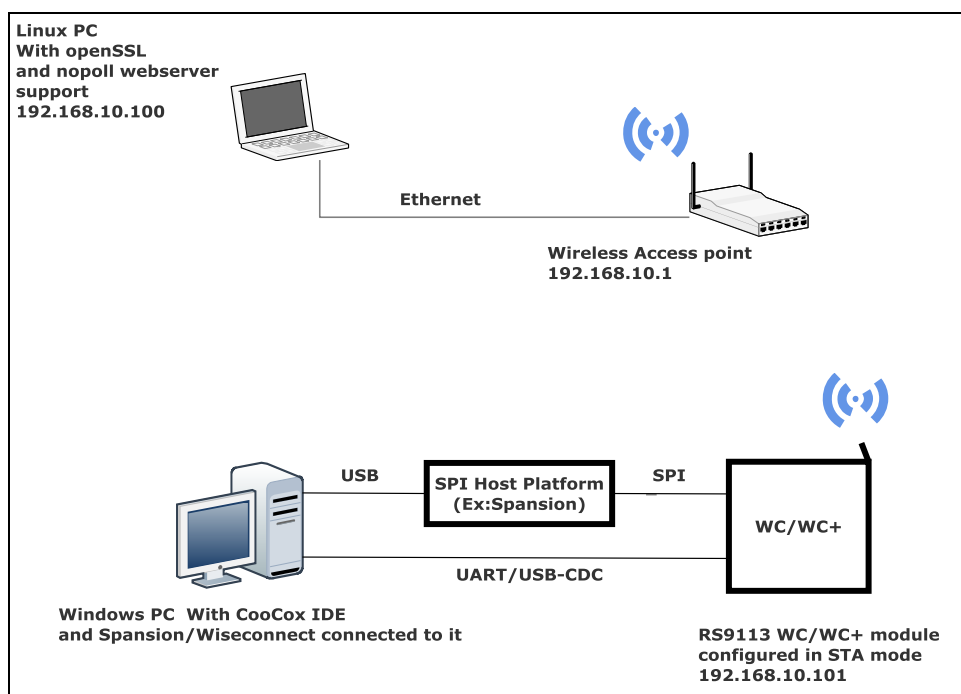 Linux PC
With openSSL
and nopoll webserver
support
192.168.10.100
Ethernet
Wireless Access point
192.168.10.1
USB
SPI Host Platform
(Ex:Spansion)
SPI
WC/WC+
UART/USB-CDC
Windows PC  With CooCox IDE
and Spansion/Wiseconnect connected to it
RS9113 WC/WC+ module
configured in STA mode
192.168.10.101